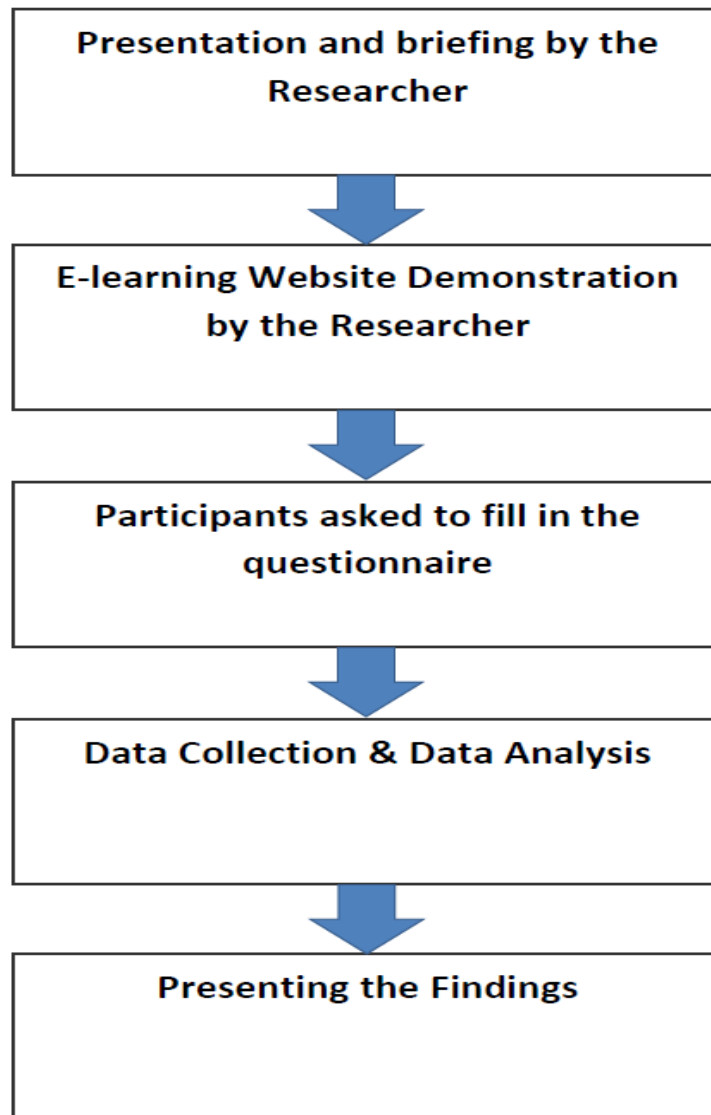 Presentation and briefing by the
Researcher
E-learning Website Demonstration
by the Researcher
Participants asked to fill in the
questionnaire
Data Collection & Data Analysis
Presenting the Findings